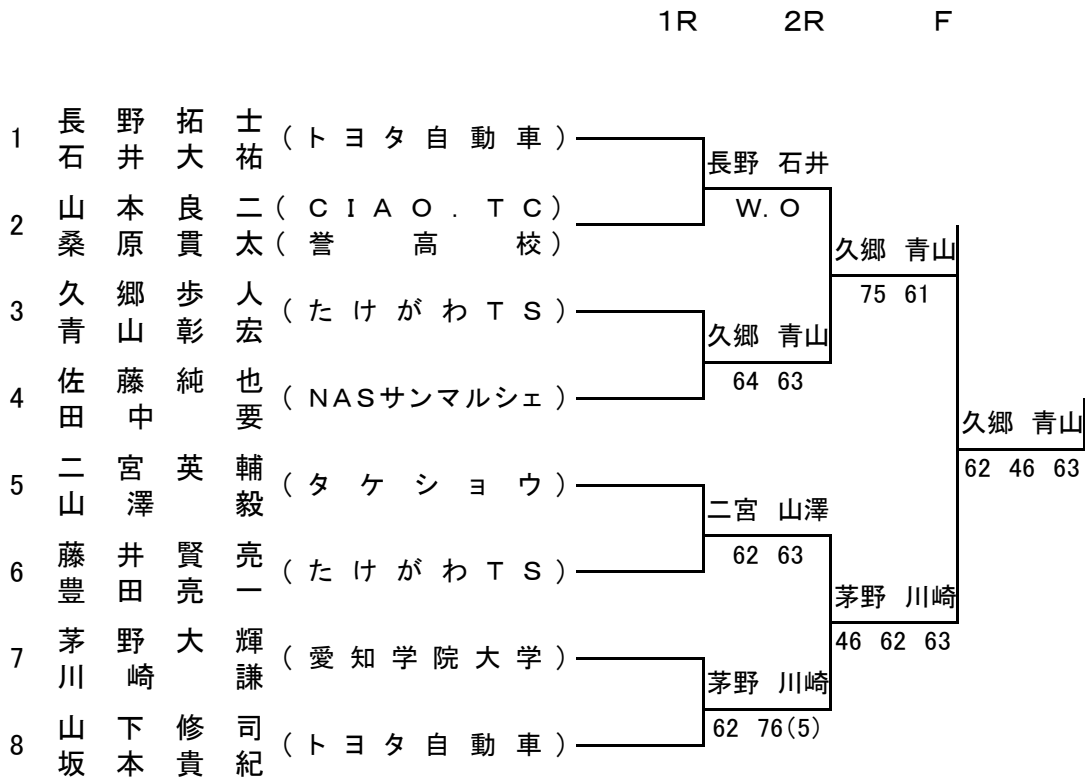 1R 2R F
1 長野拓士 (トヨタ自動車)
石井大祐
長野 石井
W.O
2 山本良二 (CIAO.TC)
桑原貫太 (誉高校)
久郷 青山
75 61
3 久郷歩人 (たけがわTS)
青山彰宏
久郷 青山
64 63
4 佐藤純也 (NASサンマルシェ)
田中要
久郷 青山
62 46 63
5 二宮英輔 (タケショウ)
山澤毅
二宮 山澤
62 63
6 藤井賢亮 (たけがわTS)
豊田亮一
茅野 川崎
46 62 63
7 茅野大輝 (愛知学院大学)
川崎謙
茅野 川崎
62 76(5)
8 山下修司 (トヨタ自動車)
坂本貴紀